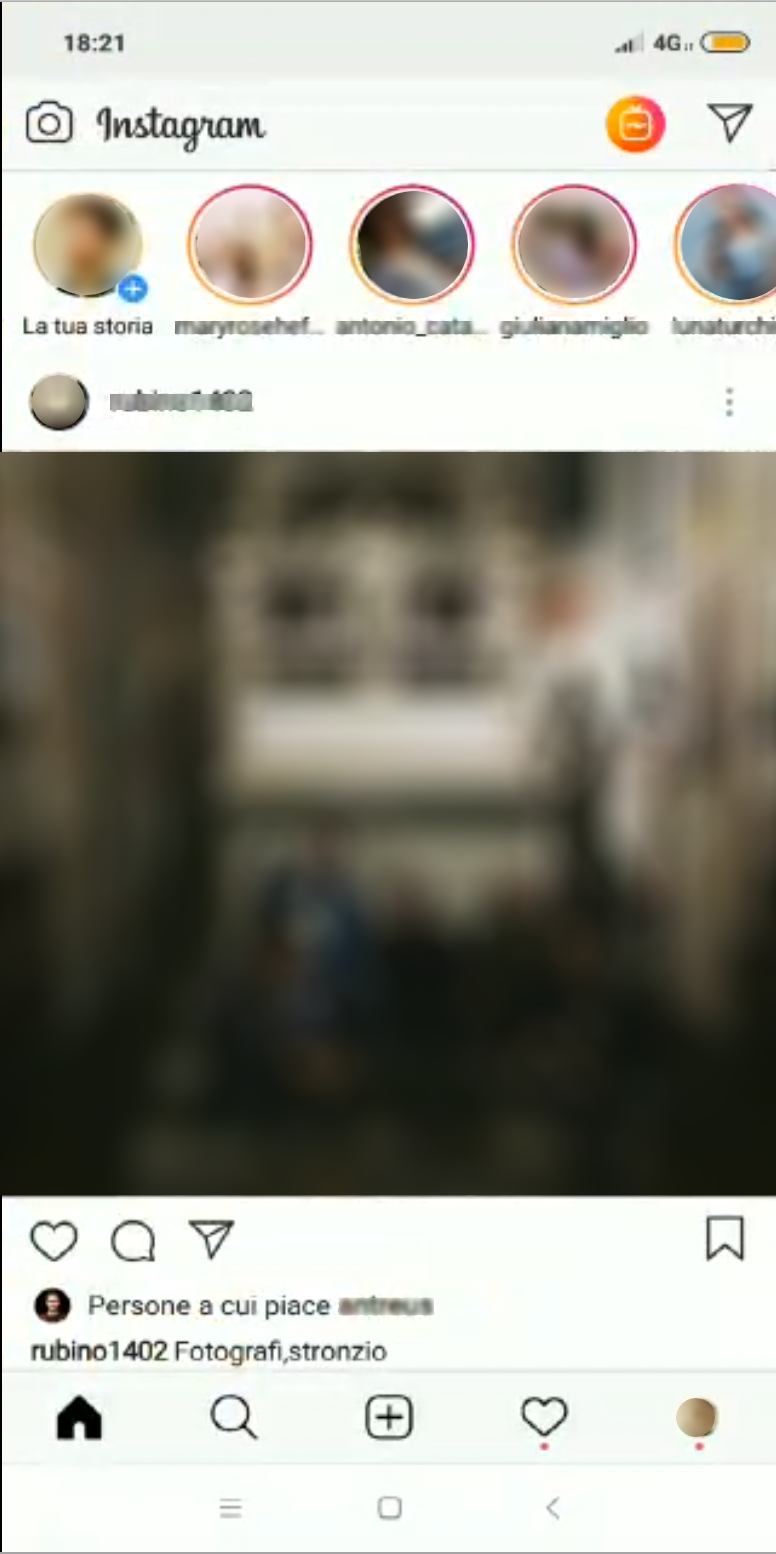 18:21 4G
Instagram
La tua storia maryrosehef... antonio_cata... giulianamiglio lunaturchi
rubino1402
Persone a cui piace antreus
rubino1402 Fotografi,stronzio